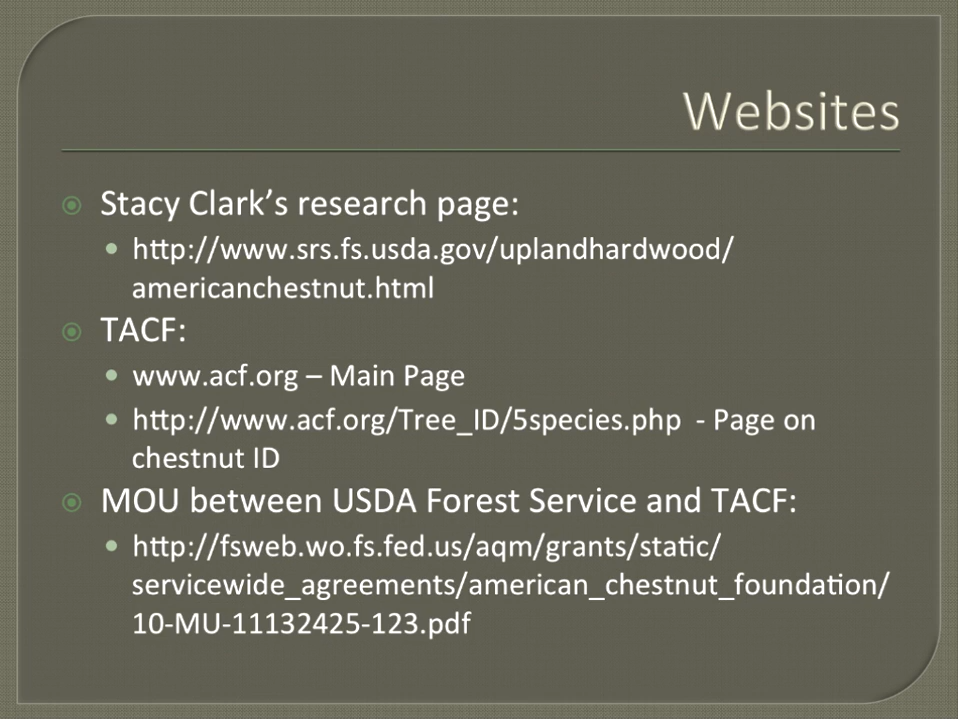 Websites
Stacy Clark’s research page:
http://www.srs.fs.usda.gov/uplandhardwood/
americanchestnut.html
TACF:
www.acf.org – Main Page
http://www.acf.org/Tree_ID/5species.php - Page on
chestnut ID
MOU between USDA Forest Service and TACF:
http://fsweb.wo.fs.fed.us/aqm/grants/static/
servicewide_agreements/american_chestnut_foundation/
10-MU-11132425-123.pdf